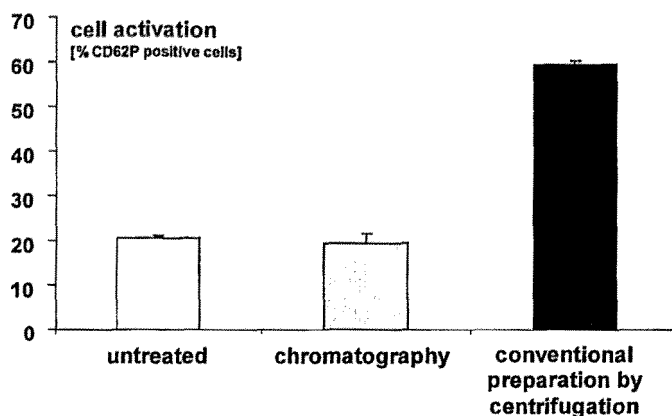 70
cell activation
[% CD62P positive cells]
60
50
40
30
20
10
0
untreated
chromatography
conventional
preparation by
centrifugation